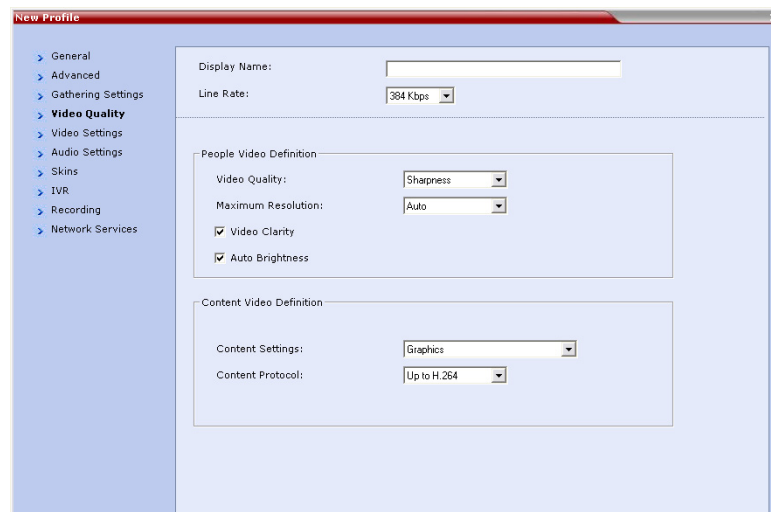 New Profile
General
Advanced
Gathering Settings
Video Quality
Video Settings
Audio Settings
Skins
IVR
Recording
Network Services
Display Name:
Line Rate: 384 Kbps
People Video Definition
Video Quality: Sharpness
Maximum Resolution: Auto
Video Clarity
Auto Brightness
Content Video Definition
Content Settings: Graphics
Content Protocol: Up to H.264